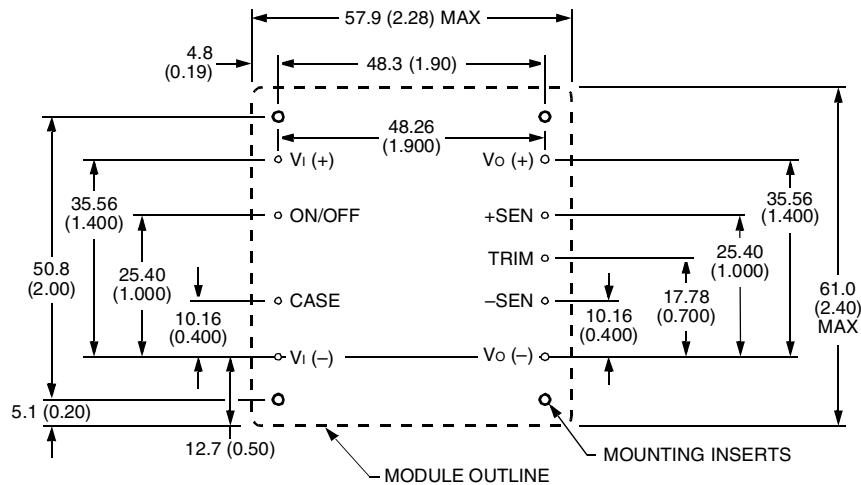 57.9 (2.28) MAX
4.8
(0.19)
48.3 (1.90)
48.26
(1.900)
VI (+)
VO (+)
35.56
(1.400)
35.56
(1.400)
ON/OFF
+SEN
50.8
(2.00)
25.40
(1.000)
TRIM
25.40
(1.000)
61.0
(2.40)
MAX
17.78
(0.700)
CASE
–SEN
10.16
(0.400)
10.16
(0.400)
VI (–)
VO (–)
5.1 (0.20)
12.7 (0.50)
MOUNTING INSERTS
MODULE OUTLINE